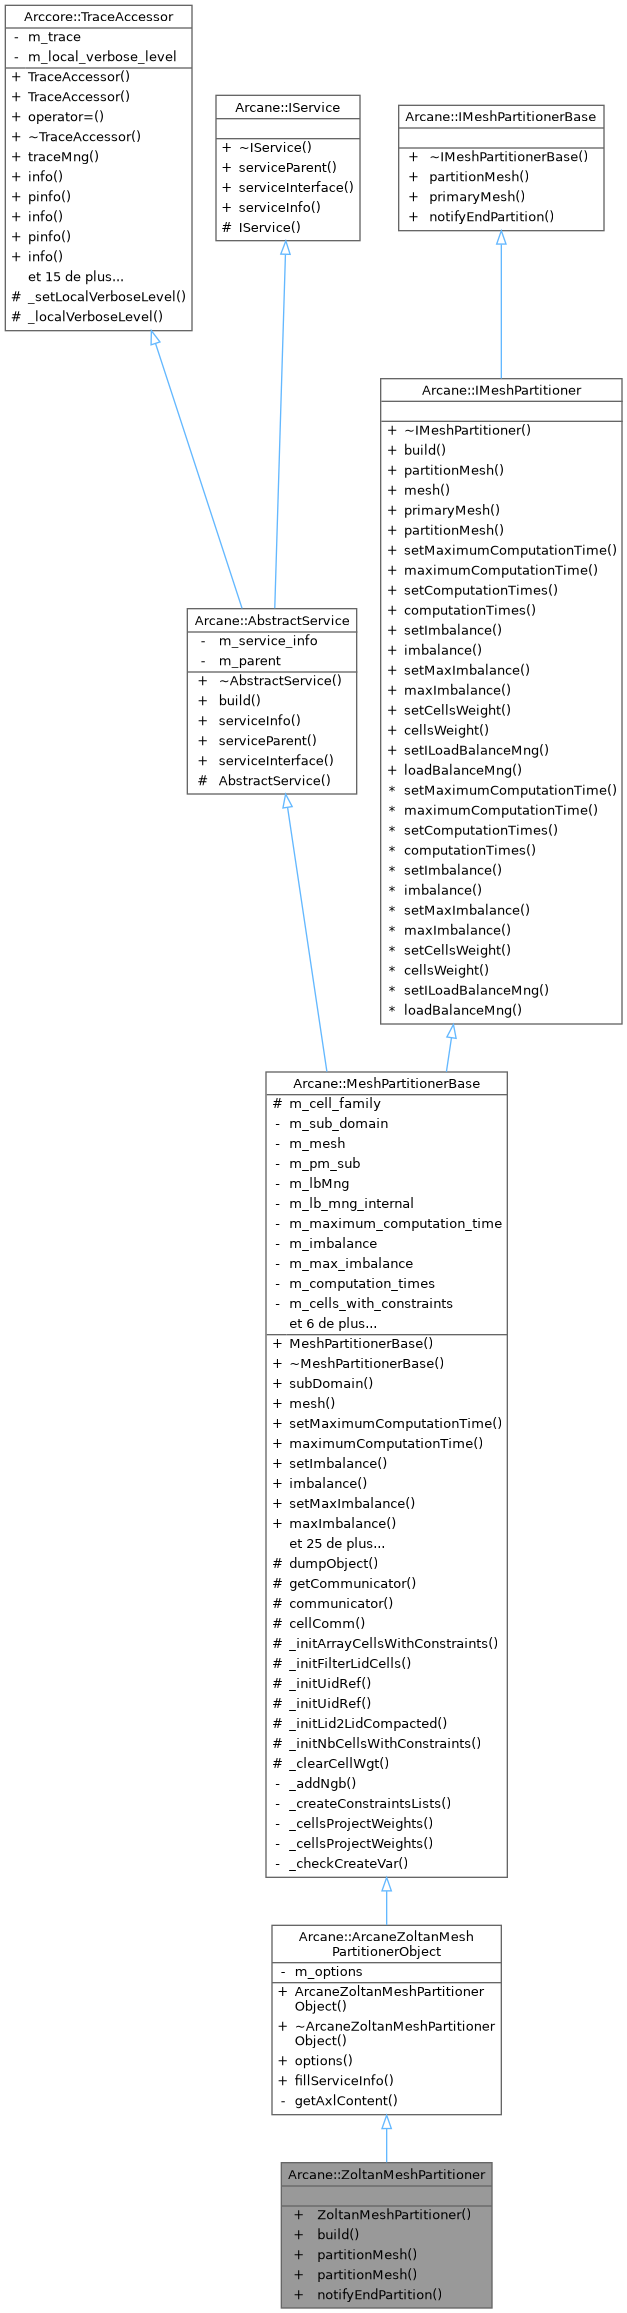 Arccore::TraceAccessor
- m_trace
- m_local_verbose_level
+ TraceAccessor()
+ TraceAccessor()
+ operator=()
+ ~TraceAccessor()
+ traceMng()
+ info()
+ pinfo()
+ info()
+ pinfo()
+ info()
et 15 de plus...
# _setLocalVerboseLevel()
# _localVerboseLevel()
Arcane::IService
+ ~IService()
+ serviceParent()
+ serviceInterface()
+ serviceInfo()
# IService()
Arcane::IMeshPartitionerBase
+ ~IMeshPartitionerBase()
+ partitionMesh()
+ primaryMesh()
+ notifyEndPartition()
Arcane::IMeshPartitioner
+ ~IMeshPartitioner()
+ build()
+ partitionMesh()
+ mesh()
+ primaryMesh()
+ partitionMesh()
+ setMaximumComputationTime()
+ maximumComputationTime()
+ setComputationTimes()
+ computationTimes()
+ setImbalance()
+ imbalance()
+ setMaxImbalance()
+ maxImbalance()
+ setCellsWeight()
+ cellsWeight()
+ setILoadBalanceMng()
+ loadBalanceMng()
* setMaximumComputationTime()
* maximumComputationTime()
* setComputationTimes()
* computationTimes()
* setImbalance()
* imbalance()
* setMaxImbalance()
* maxImbalance()
* setCellsWeight()
* cellsWeight()
* setILoadBalanceMng()
* loadBalanceMng()
Arcane::AbstractService
- m_service_info
- m_parent
+ ~AbstractService()
+ build()
+ serviceInfo()
+ serviceParent()
+ serviceInterface()
# AbstractService()
Arcane::MeshPartitionerBase
# m_cell_family
- m_sub_domain
- m_mesh
- m_pm_sub
- m_lbMng
- m_lb_mng_internal
- m_maximum_computation_time
- m_imbalance
- m_max_imbalance
- m_computation_times
- m_cells_with_constraints
et 6 de plus...
+ MeshPartitionerBase()
+ ~MeshPartitionerBase()
+ subDomain()
+ mesh()
+ setMaximumComputationTime()
+ maximumComputationTime()
+ setImbalance()
+ imbalance()
+ setMaxImbalance()
+ maxImbalance()
et 25 de plus...
# dumpObject()
# getCommunicator()
# communicator()
# cellComm()
# _initArrayCellsWithConstraints()
# _initFilterLidCells()
# _initUidRef()
# _initUidRef()
# _initLid2LidCompacted()
# _initNbCellsWithConstraints()
# _clearCellWgt()
- _addNgb()
- _createConstraintsLists()
- _cellsProjectWeights()
- _cellsProjectWeights()
- _checkCreateVar()
Arcane::ArcaneZoltanMesh
PartitionerObject
- m_options
+ ArcaneZoltanMeshPartitioner
Object()
+ ~ArcaneZoltanMeshPartitioner
Object()
+ options()
+ fillServiceInfo()
- getAxlContent()
Arcane::ZoltanMeshPartitioner
+ ZoltanMeshPartitioner()
+ build()
+ partitionMesh()
+ partitionMesh()
+ notifyEndPartition()